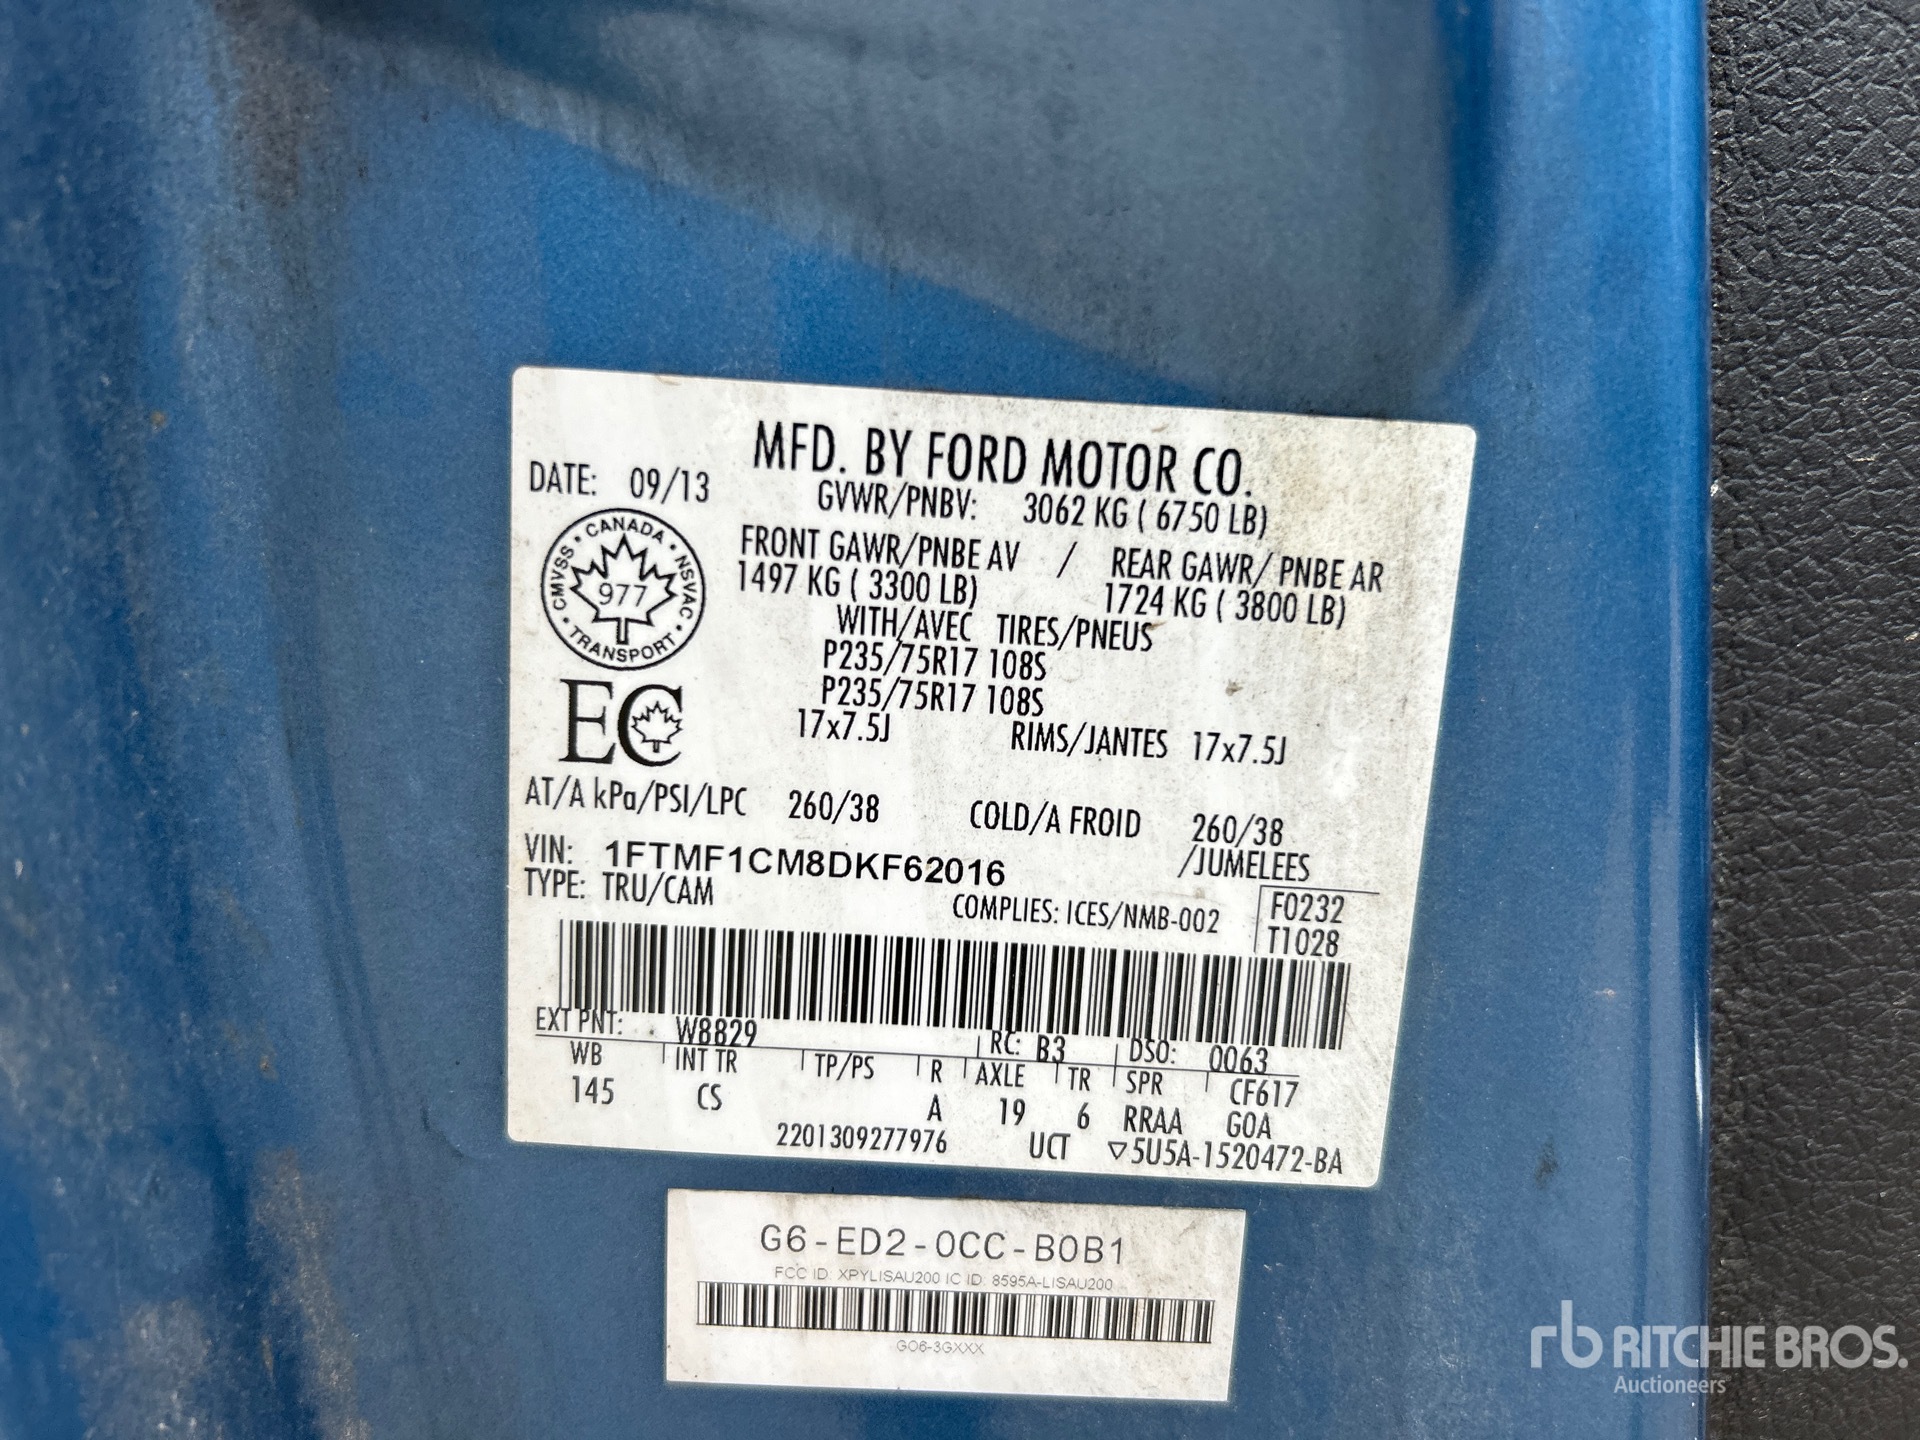 MFD. BY FORD MOTOR CO.
DATE: 09/13
GVWR/PNBV: 3062 KG ( 6750 LB)
FRONT GAWR/PNBE AV / REAR GAWR/ PNBE AR
1497 KG ( 3300 LB) 1724 KG ( 3800 LB)
WITH/AVEC TIRES/PNEUS
P235/75R17 108S
P235/75R17 108S
17x7.5J RIMS/JANTES 17x7.5J
CANADA · NSVAC · TRANSPORT · CMVSS
977
EC
AT/A kPa/PSI/LPC 260/38 COLD/A FROID 260/38
VIN: 1FTMF1CM8DKF62016 /JUMELEES
TYPE: TRU/CAM COMPLIES: ICES/NMB-002
F0232
T1028
EXT PNT: W8829 RC: B3 DSO: 0063
WB INT TR TP/PS R AXLE TR SPR CF617
145 CS A 19 6 RRAA GOA
2201309277976 UCT ▽5U5A-1520472-BA
G6-ED2-0CC-B0B1
FCC ID: XPYLISAU200 IC ID: 8595A-LISAU200
GO6-3GXXX
rb RITCHIE BROS.
Auctioneers